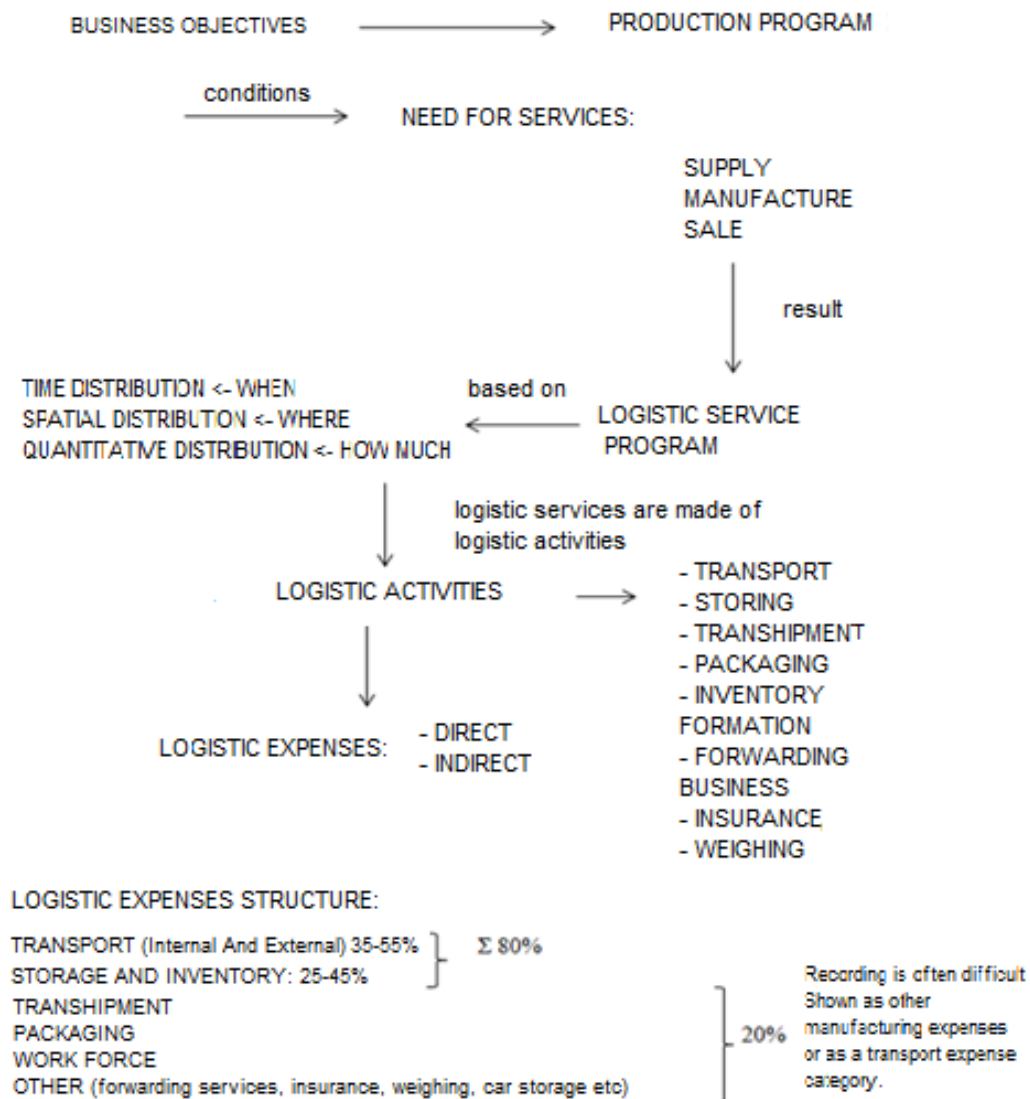 BUSINESS OBJECTIVES
PRODUCTION PROGRAM
conditions
NEED FOR SERVICES:
SUPPLY
MANUFACTURE
SALE
result
TIME DISTRIBUTION <- WHEN
SPATIAL DISTRIBUTON <- WHERE
QUANTITATIVE DISTRIBUTION <- HOW MUCH
based on
LOGISTIC SERVICE
PROGRAM
logistic services are made of
logistic activities
LOGISTIC ACTIVITIES
- TRANSPORT
- STORING
- TRANSHIPMENT
- PACKAGING
- INVENTORY
FORMATION
- FORWARDING
BUSINESS
- INSURANCE
- WEIGHING
LOGISTIC EXPENSES:
- DIRECT
- INDIRECT
LOGISTIC EXPENSES STRUCTURE:
TRANSPORT (Internal And External) 35-55%
STORAGE AND INVENTORY: 25-45%
Σ 80%
TRANSHIPMENT
PACKAGING
WORK FORCE
OTHER (forwarding services, insurance, weighing, car storage etc)
20%
Recording is often difficult
Shown as other
manufacturing expenses
or as a transport expense
category.